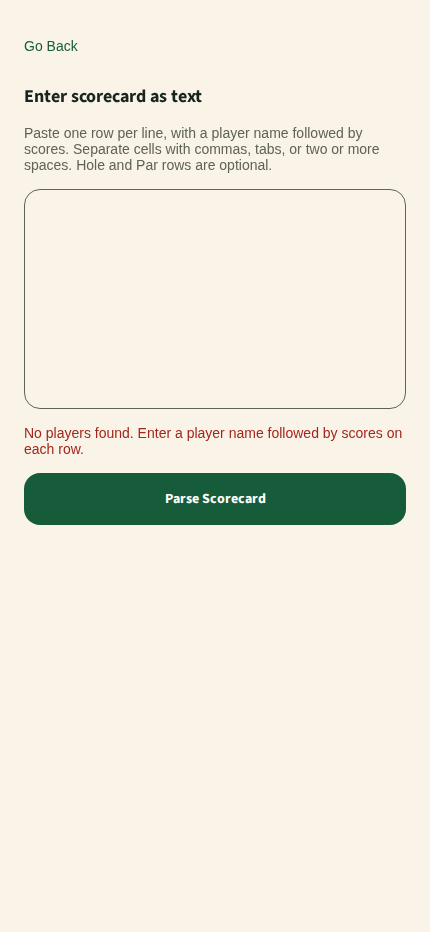 Go Back
Enter scorecard as text
Paste one row per line, with a player name followed by
scores. Separate cells with commas, tabs, or two or more
spaces. Hole and Par rows are optional.
No players found. Enter a player name followed by scores on
each row.
Parse Scorecard